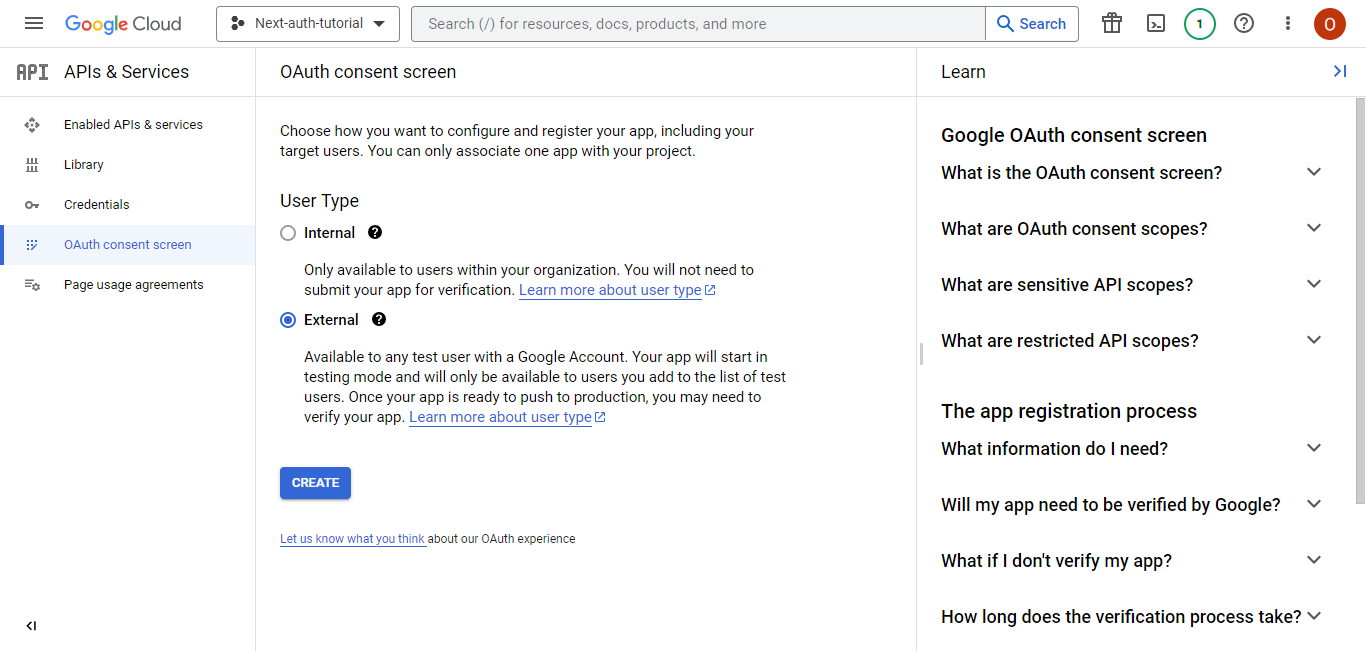 Google Cloud
Next-auth-tutorial
Search (/) for resources, docs, products, and more
Search
1
O
API
APIs & Services
Enabled APIs & services
Library
Credentials
OAuth consent screen
Page usage agreements
OAuth consent screen
Choose how you want to configure and register your app, including your
target users. You can only associate one app with your project.
User Type
Internal
Only available to users within your organization. You will not need to
submit your app for verification. Learn more about user type
External
Available to any test user with a Google Account. Your app will start in
testing mode and will only be available to users you add to the list of test
users. Once your app is ready to push to production, you may need to
verify your app. Learn more about user type
CREATE
Let us know what you think about our OAuth experience
Learn
Google OAuth consent screen
What is the OAuth consent screen?
What are OAuth consent scopes?
What are sensitive API scopes?
What are restricted API scopes?
The app registration process
What information do I need?
Will my app need to be verified by Google?
What if I don't verify my app?
How long does the verification process take?